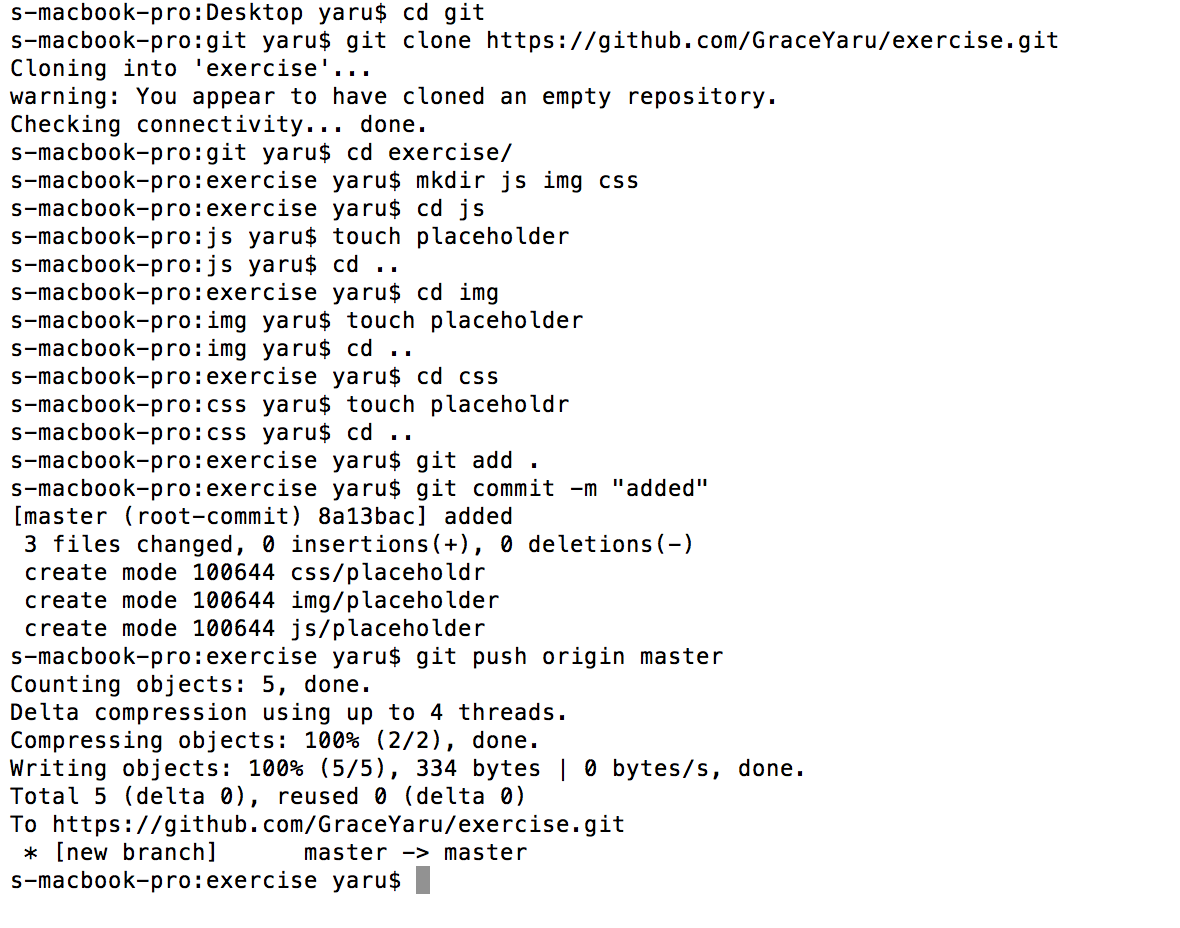 s-macbook-pro:Desktop yaru$ cd git
s-macbook-pro:git yaru$ git clone https://github.com/GraceYaru/exercise.git
Cloning into 'exercise'...
warning: You appear to have cloned an empty repository.
Checking connectivity... done.
s-macbook-pro:git yaru$ cd exercise/
s-macbook-pro:exercise yaru$ mkdir js img css
s-macbook-pro:exercise yaru$ cd js
s-macbook-pro:js yaru$ touch placeholder
s-macbook-pro:js yaru$ cd ..
s-macbook-pro:exercise yaru$ cd img
s-macbook-pro:img yaru$ touch placeholder
s-macbook-pro:img yaru$ cd ..
s-macbook-pro:exercise yaru$ cd css
s-macbook-pro:css yaru$ touch placeholdr
s-macbook-pro:css yaru$ cd ..
s-macbook-pro:exercise yaru$ git add .
s-macbook-pro:exercise yaru$ git commit -m "added"
[master (root-commit) 8a13bac] added
 3 files changed, 0 insertions(+), 0 deletions(-)
 create mode 100644 css/placeholdr
 create mode 100644 img/placeholder
 create mode 100644 js/placeholder
s-macbook-pro:exercise yaru$ git push origin master
Counting objects: 5, done.
Delta compression using up to 4 threads.
Compressing objects: 100% (2/2), done.
Writing objects: 100% (5/5), 334 bytes | 0 bytes/s, done.
Total 5 (delta 0), reused 0 (delta 0)
To https://github.com/GraceYaru/exercise.git
 * [new branch]      master -> master
s-macbook-pro:exercise yaru$